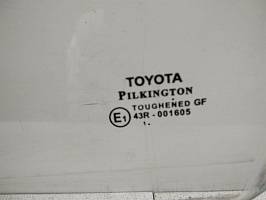 TOYOTA
PILKINGTON
TOUGHENED GF
E1 43R-001605